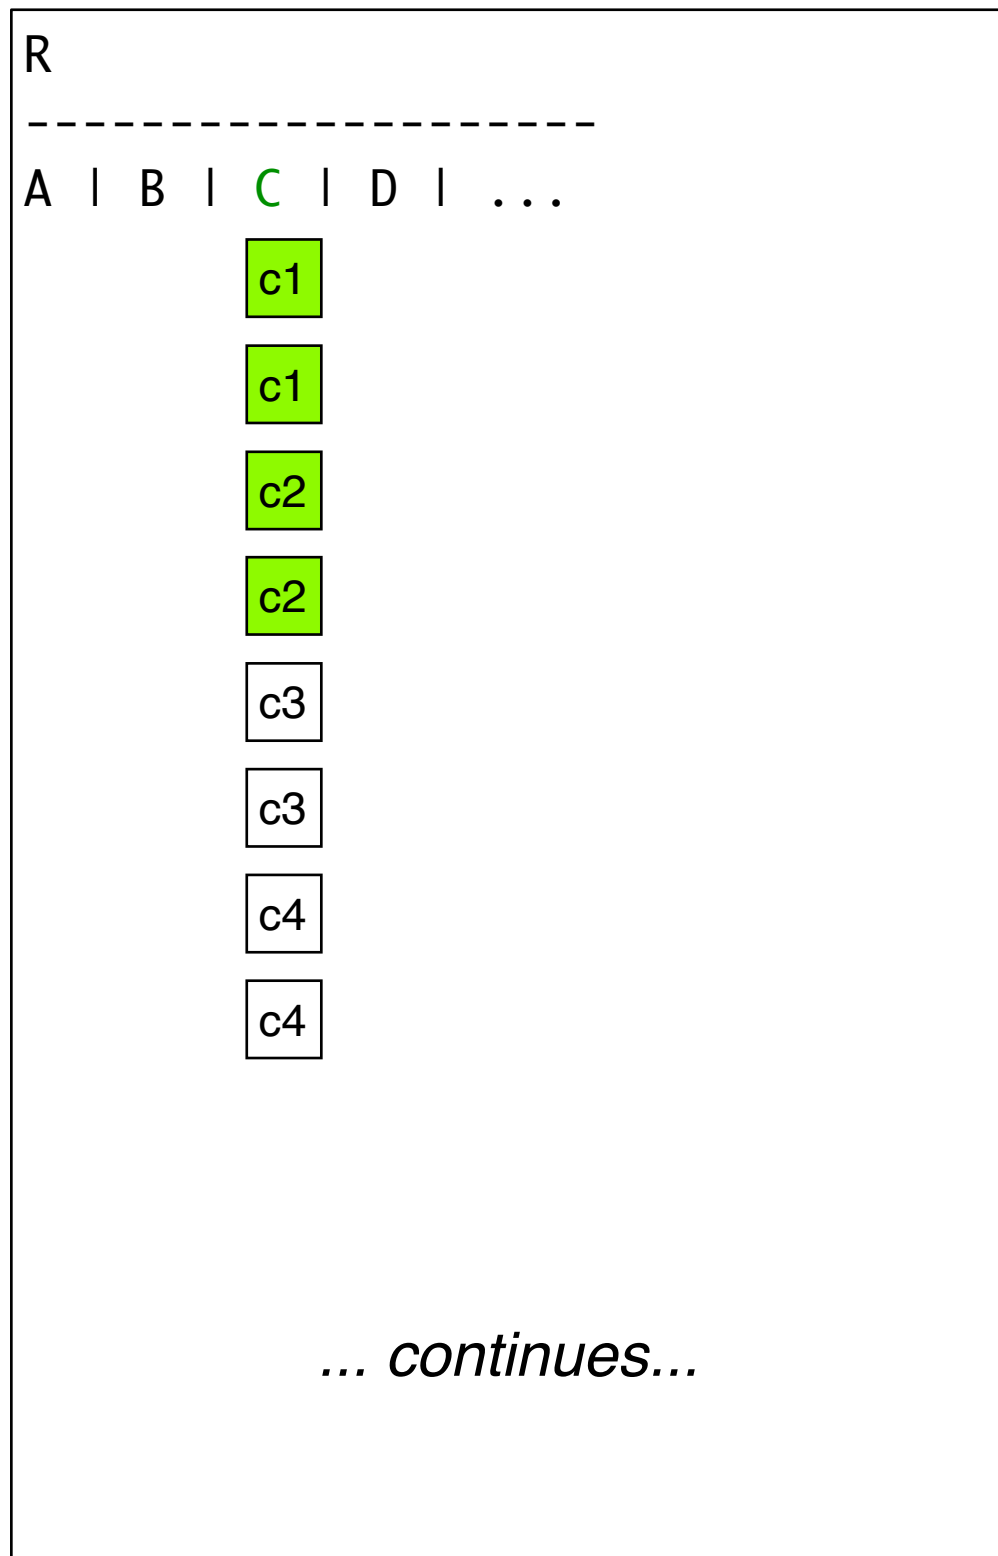 R
--------------------
A | B | C | D | ...
c1
c1
c2
c2
c3
c3
c4
c4
... continues...